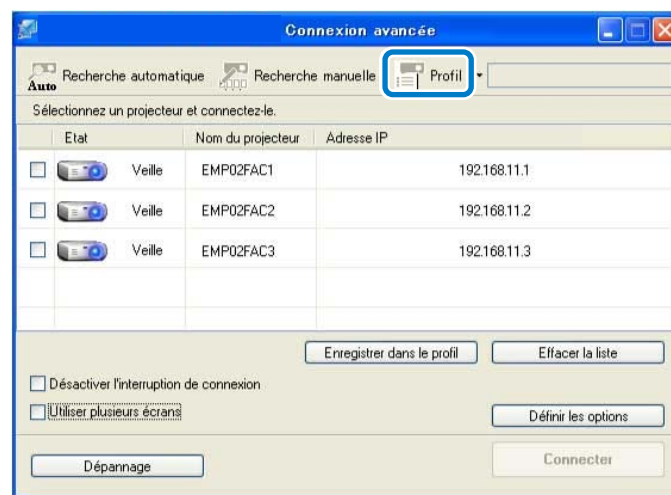 Connexion avancée
Auto Recherche automatique Recherche manuelle Profil
Sélectionnez un projecteur et connectez-le.
Etat Nom du projecteur Adresse IP
Veille EMP02FAC1 192.168.11.1
Veille EMP02FAC2 192.168.11.2
Veille EMP02FAC3 192.168.11.3
Enregistrer dans le profil Effacer la liste
Désactiver l'interruption de connexion
Utiliser plusieurs écrans Définir les options
Dépannage Connecter